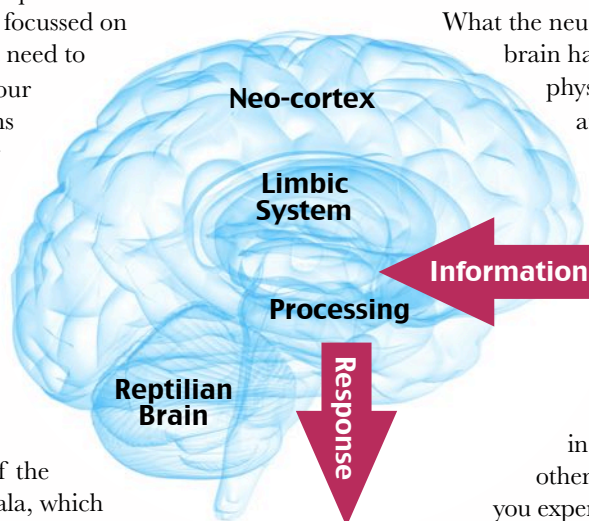 focussed on
need to
our
ns
Neo-cortex
Limbic
System
Information
Processing
Response
Reptilian
Brain
f the
ala, which
What the neu
brain ha
phys
a
in
other
you exper